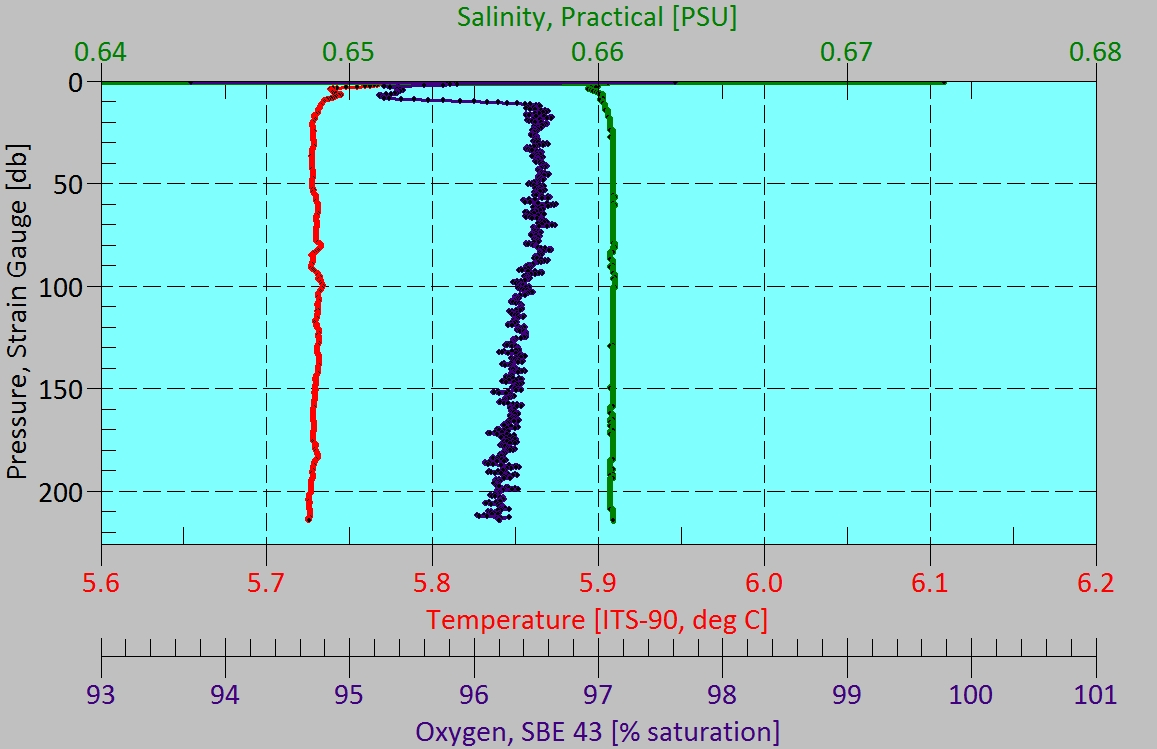 Salinity, Practical [PSU]
0.64 0.65 0.66 0.67 0.68
0
50
100
150
200
Pressure, Strain Gauge [db]
5.6 5.7 5.8 5.9 6.0 6.1 6.2
Temperature [ITS-90, deg C]
93 94 95 96 97 98 99 100 101
Oxygen, SBE 43 [% saturation]